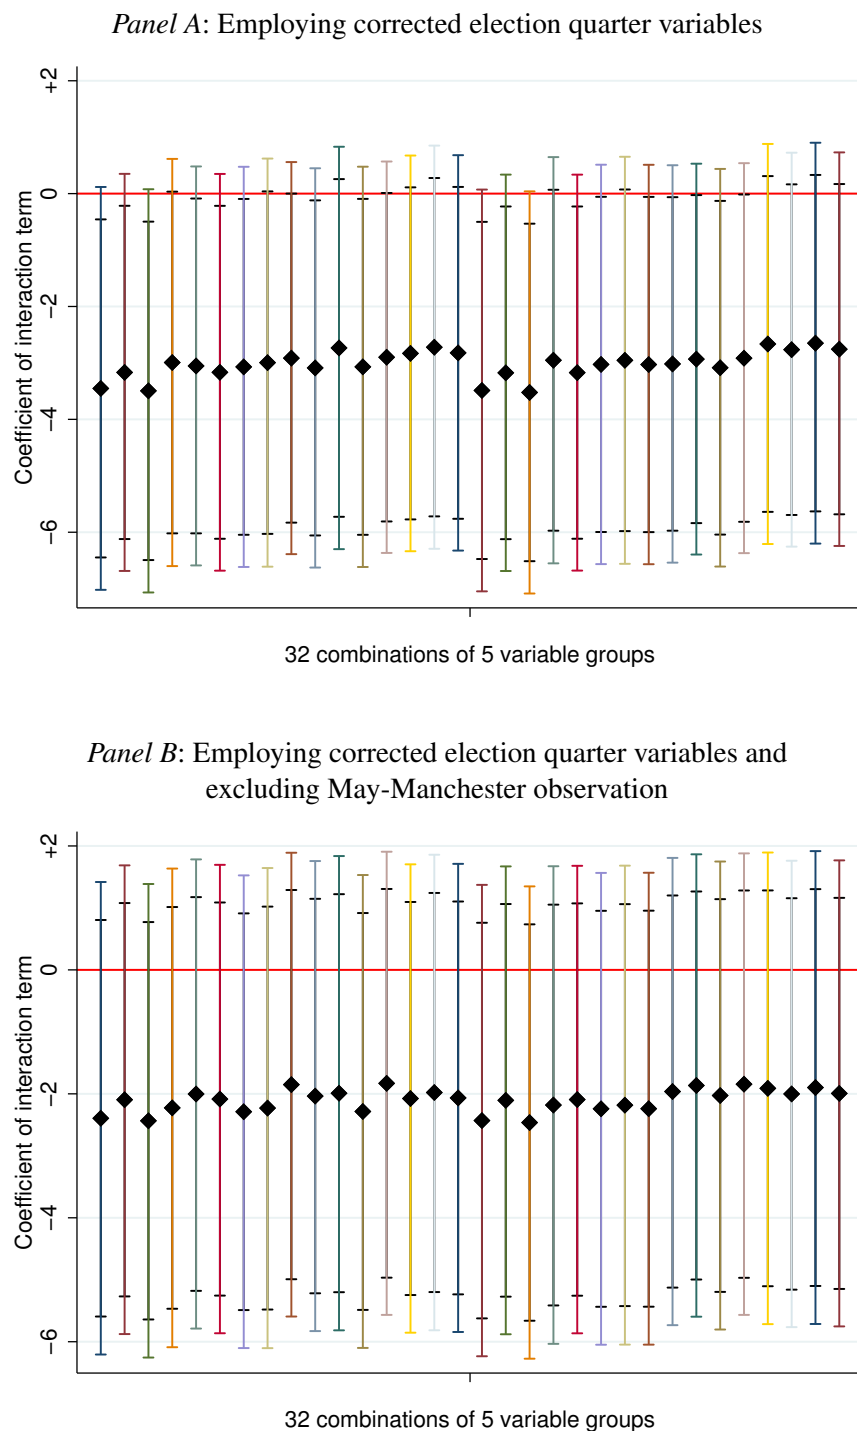 Panel A: Employing corrected election quarter variables
+2
0
−2
−4
−6
Coefficient of interaction term
32 combinations of 5 variable groups
Panel B: Employing corrected election quarter variables and
excluding May-Manchester observation
+2
0
−2
−4
−6
Coefficient of interaction term
32 combinations of 5 variable groups